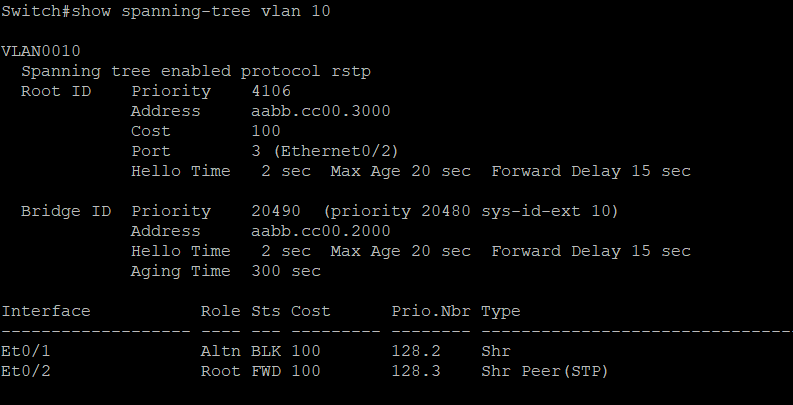 Switch#show spanning-tree vlan 10
VLAN0010
  Spanning tree enabled protocol rstp
  Root ID    Priority    4106
             Address     aabb.cc00.3000
             Cost        100
             Port        3 (Ethernet0/2)
             Hello Time   2 sec  Max Age 20 sec  Forward Delay 15 sec
  Bridge ID  Priority    20490  (priority 20480 sys-id-ext 10)
             Address     aabb.cc00.2000
             Hello Time   2 sec  Max Age 20 sec  Forward Delay 15 sec
             Aging Time  300 sec
Interface           Role Sts Cost      Prio.Nbr Type
------------------- ---- --- --------- -------- --------------------------------
Et0/1               Altn BLK 100       128.2    Shr
Et0/2               Root FWD 100       128.3    Shr Peer(STP)